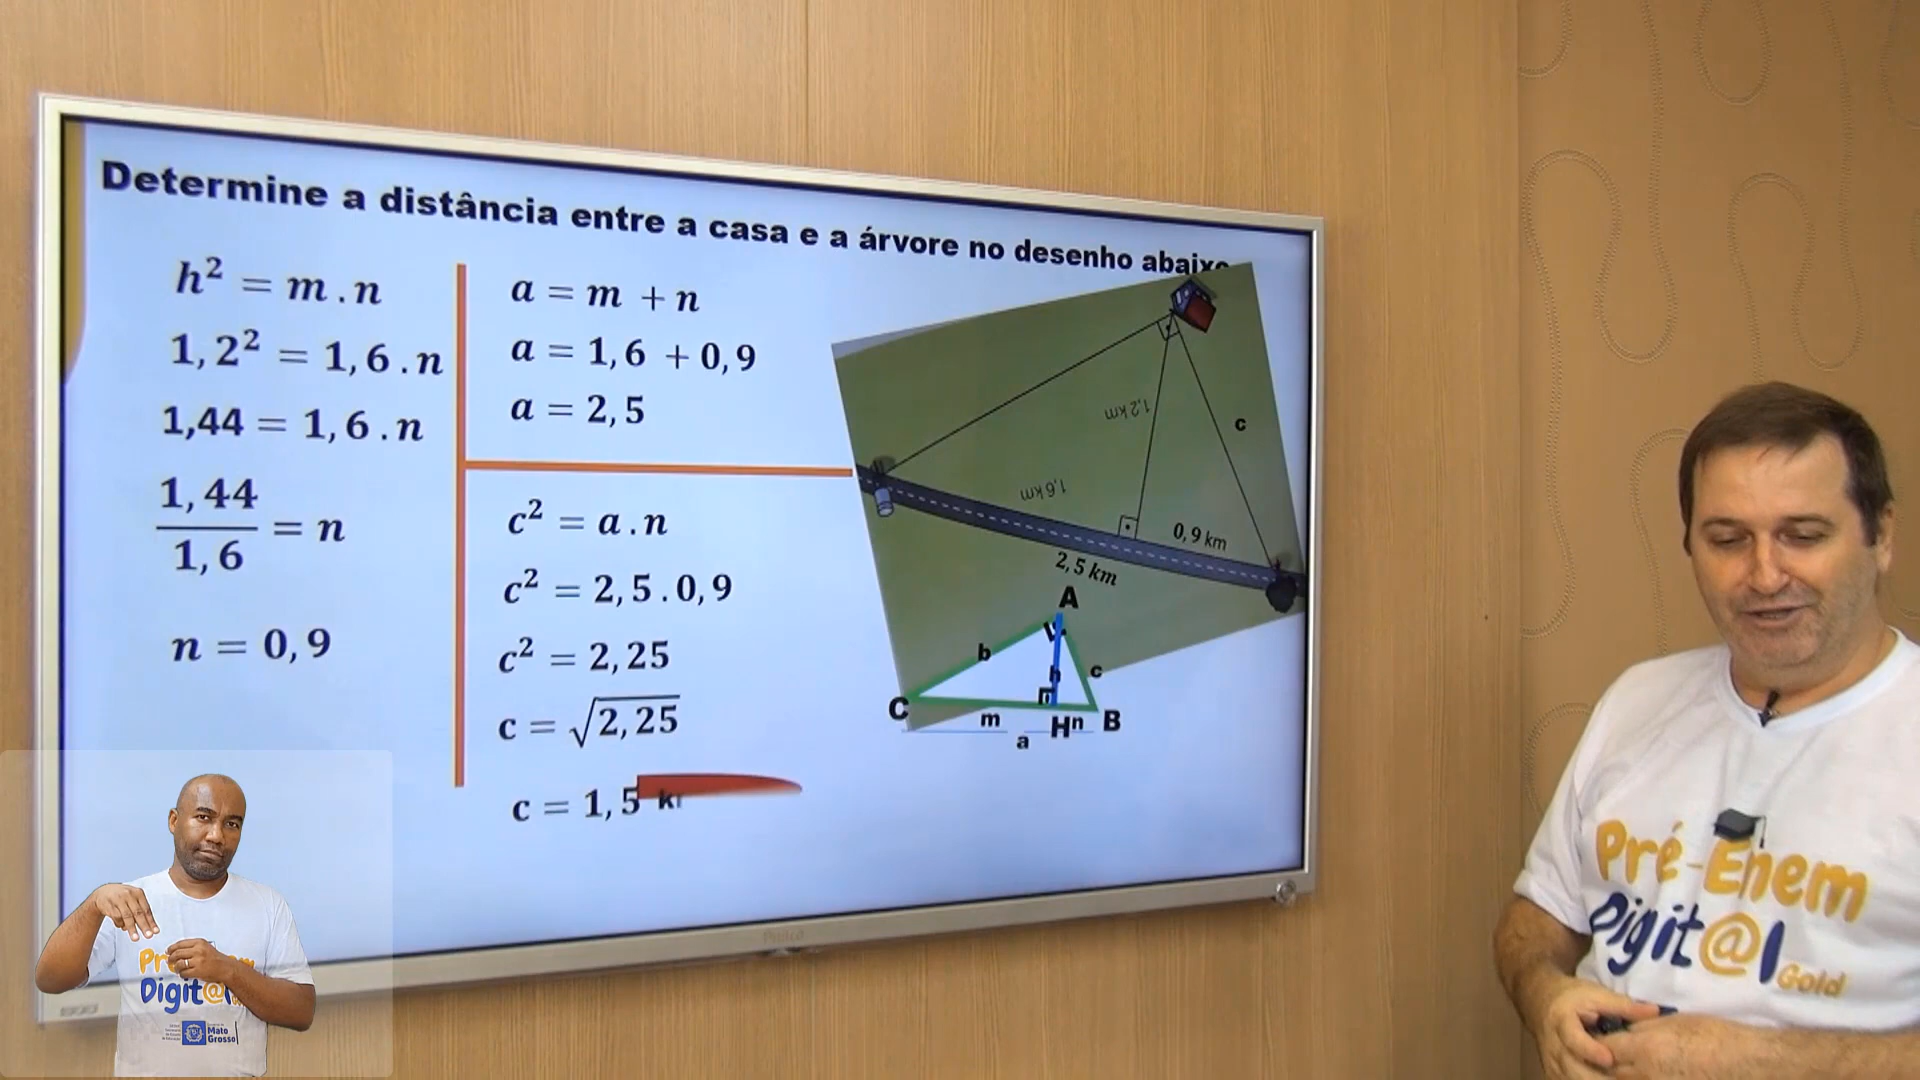 Determine a distância entre a casa e a árvore no desenho abaixo
h² = m . n
1, 2² = 1, 6 . n
1,44 = 1, 6 . n
1, 44
1, 6
= n
n = 0, 9
a = m + n
a = 1, 6 + 0, 9
a = 2, 5
c² = a . n
c² = 2, 5 . 0, 9
c² = 2, 25
c = √2, 25
c = 1, 5
1,2 km
c
1,6 km
0, 9 km
2, 5 km
A
b
h
c
C
m
H
n
B
a
Pré-Enem
Digit@l
Gold
Digit@l
Mato
Grosso